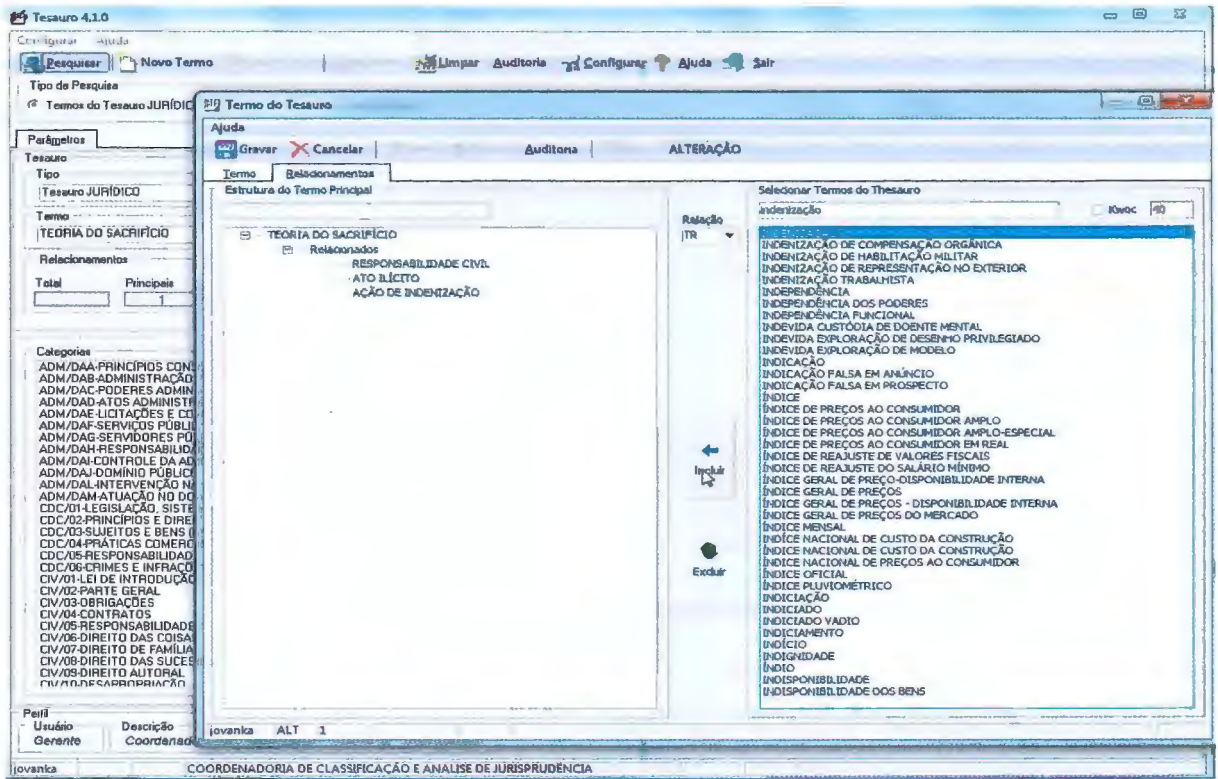 Tesauro 4.1.0
Configurar Ajuda
Pesquisar Novo Termo Limpar Auditoria Configurar Ajuda Sair
Tipo de Pesquisa
Termos do Tesauro JURÍDIC
Parâmetros
Tesauro
Tipo
Tesauro JURÍDICO
Termo
TEORIA DO SACRIFÍCIO
Relacionamentos
Total Principais
1
Categorias
ADM/DAA-PRINCÍPIOS CONS
ADM/DAB-ADMINISTRAÇÃO
ADM/DAC-PODERES ADMIN
ADM/DAD-ATOS ADMINISTR
ADM/DAE-LICITAÇÕES E CO
ADM/DAF-SERVIÇOS PÚBLI
ADM/DAG-SERVIDORES PÚ
ADM/DAH-RESPONSABILID
ADM/DAI-CONTROLE DA AD
ADM/DAJ-DOMÍNIO PÚBLIC
ADM/DAL-INTERVENÇÃO NA
ADM/DAM-ATUAÇÃO NO DO
CDC/01-LEGISLAÇÃO, SISTE
CDC/02-PRINCÍPIOS E DIRE
CDC/03-SUJEITOS E BENS
CDC/04-PRÁTICAS COMERC
CDC/05-RESPONSABILIDAD
CDC/06-CRIMES E INFRAÇÕ
CIV/01-LEI DE INTRODUÇÃO
CIV/02-PARTE GERAL
CIV/03-OBRIGAÇÕES
CIV/04-CONTRATOS
CIV/05-RESPONSABILIDADE
CIV/06-DIREITO DAS COISA
CIV/07-DIREITO DE FAMÍLIA
CIV/08-DIREITO DAS SUCES
CIV/09-DIREITO AUTORAL
CIV/10-DESAPROPRIAÇÃO
Perfil
Usuário Descrição
Gerente Coordenad
Termo do Tesauro
Ajuda
Gravar Cancelar Auditoria ALTERAÇÃO
Termo Relacionamentos
Estrutura do Termo Principal
TEORIA DO SACRIFÍCIO
Relacionados
RESPONSABILIDADE CIVIL
ATO ILÍCITO
AÇÃO DE INDENIZAÇÃO
Relação
TR
Incluir
Excluir
Selecionar Termos do Thesauro
indenização Kwoc 40
INDENIZAÇÃO DE COMPENSAÇÃO ORGÂNICA
INDENIZAÇÃO DE HABILITAÇÃO MILITAR
INDENIZAÇÃO DE REPRESENTAÇÃO NO EXTERIOR
INDENIZAÇÃO TRABALHISTA
INDEPENDÊNCIA
INDEPENDÊNCIA DOS PODERES
INDEPENDÊNCIA FUNCIONAL
INDEVIDA CUSTÓDIA DE DOENTE MENTAL
INDEVIDA EXPLORAÇÃO DE DESENHO PRIVILEGIADO
INDEVIDA EXPLORAÇÃO DE MODELO
INDICAÇÃO
INDICAÇÃO FALSA EM ANÚNCIO
INDICAÇÃO FALSA EM PROSPECTO
ÍNDICE
ÍNDICE DE PREÇOS AO CONSUMIDOR
ÍNDICE DE PREÇOS AO CONSUMIDOR AMPLO
ÍNDICE DE PREÇOS AO CONSUMIDOR AMPLO-ESPECIAL
ÍNDICE DE PREÇOS AO CONSUMIDOR EM REAL
ÍNDICE DE REAJUSTE DE VALORES FISCAIS
ÍNDICE DE REAJUSTE DO SALÁRIO MÍNIMO
ÍNDICE GERAL DE PREÇO-DISPONIBILIDADE INTERNA
ÍNDICE GERAL DE PREÇOS
ÍNDICE GERAL DE PREÇOS - DISPONIBILIDADE INTERNA
ÍNDICE GERAL DE PREÇOS DO MERCADO
ÍNDICE MENSAL
ÍNDICE NACIONAL DE CUSTO DA CONSTRUÇÃO
ÍNDICE NACIONAL DE CUSTO DA CONSTRUÇÃO
ÍNDICE NACIONAL DE PREÇOS AO CONSUMIDOR
ÍNDICE OFICIAL
ÍNDICE PLUVIOMÉTRICO
INDICIAÇÃO
INDICIADO
INDICIADO VADIO
INDICIAMENTO
INDÍCIO
INDIGNIDADE
ÍNDIO
INDISPONIBILIDADE
INDISPONIBILIDADE DOS BENS
jovanka ALT 1
jovanka COORDENADORIA DE CLASSIFICAÇÃO E ANALISE DE JURISPRUDÊNCIA